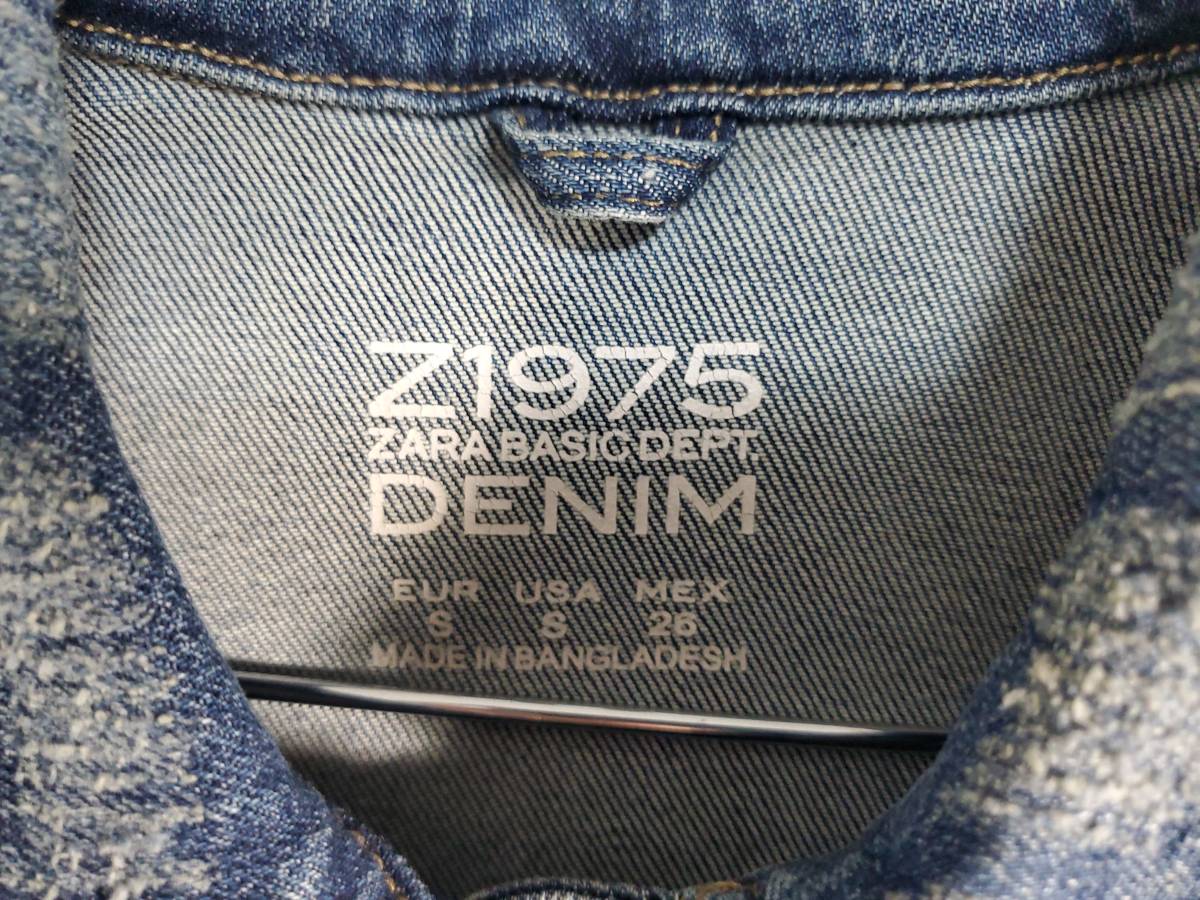 Z1975
ZARA BASIC DEPT.
DENIM
EUR USA MEX
S S 26
MADE IN BANGLADESH